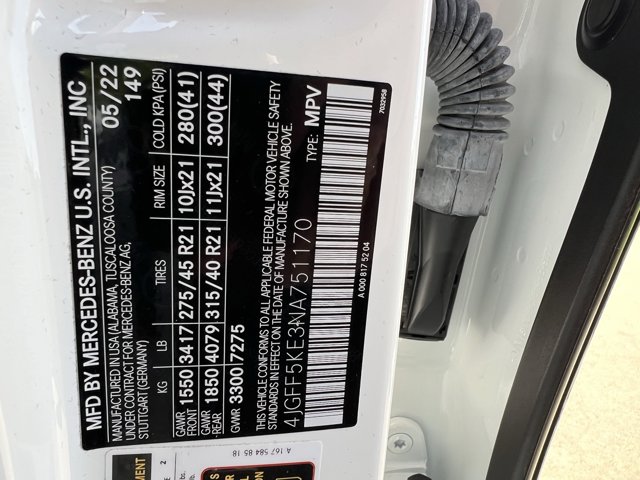 MFD BY MERCEDES-BENZ U.S. INTL., INC
MANUFACTURED IN USA (ALABAMA, TUSCALOOSA COUNTY) 05/22
UNDER CONTRACT FOR MERCEDES-BENZ AG, 149
STUTTGART (GERMANY)
KG LB TIRES RIM SIZE COLD KPA (PSI)
GAWR FRONT 1550 3417 275/45 R21 10Jx21 280(41)
GAWR REAR 1850 4079 315/40 R21 11Jx21 300(44)
GVWR 3300 7275
THIS VEHICLE CONFORMS TO ALL APPLICABLE FEDERAL MOTOR VEHICLE SAFETY
STANDARDS IN EFFECT ON THE DATE OF MANUFACTURE SHOWN ABOVE.
4JGFF5KE3NA751170 TYPE: MPV
A 000 817 52 04 7032958
A 167 584 85 18
2